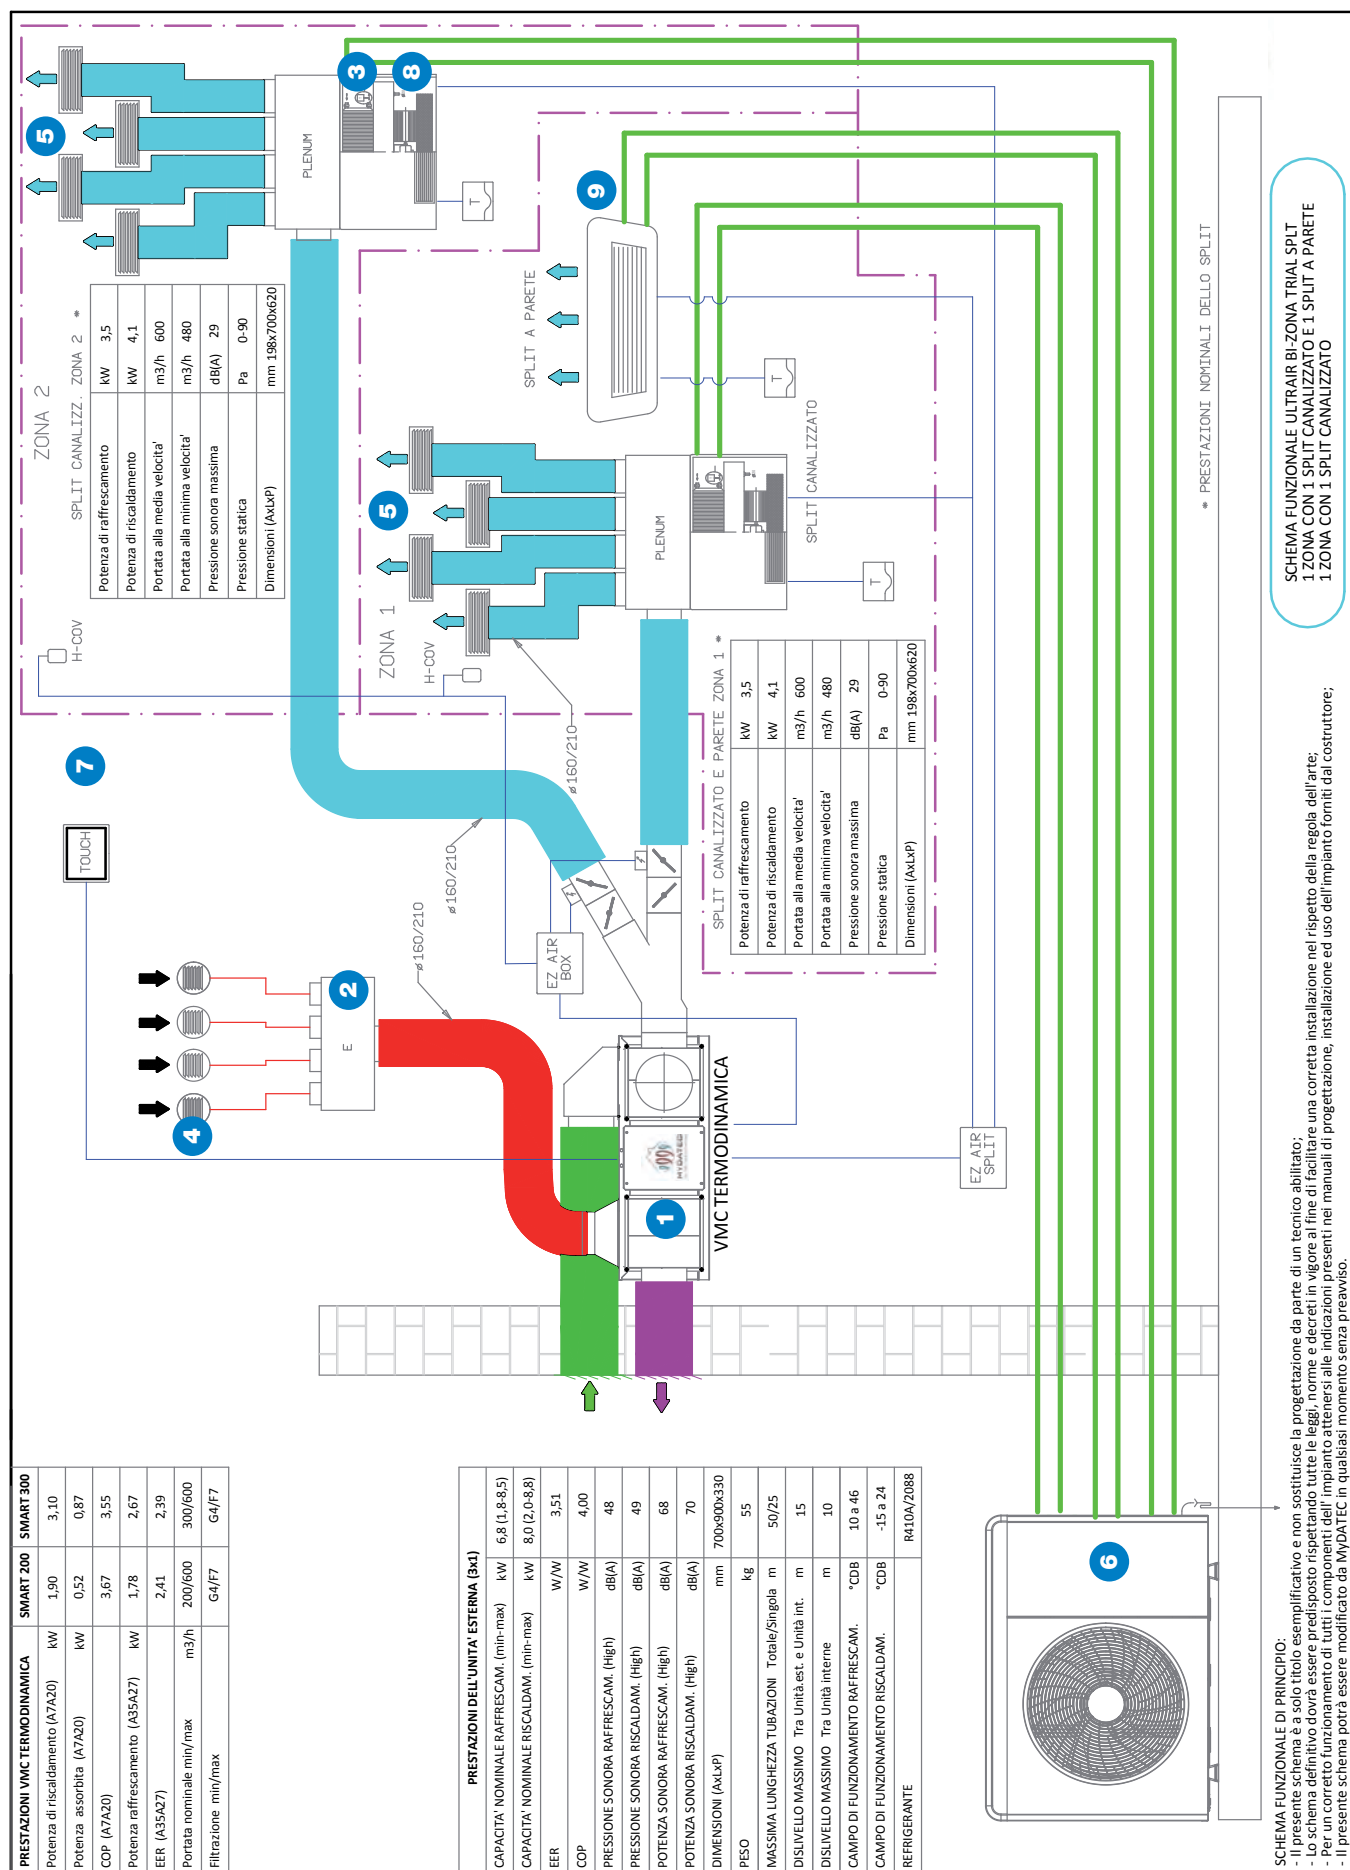 PRESTAZIONI VMC TERMODINAMICA SMART 200 SMART 300
Potenza di riscaldamento (A7A20) kW 1,90 3,10
Potenza assorbita (A7A20) kW 0,52 0,87
COP (A7A20) 3,67 3,55
Potenza raffrescamento (A35A27) kW 1,78 2,67
EER (A35A27) 2,41 2,39
Portata nominale min/max m3/h 200/600 300/600
Filtrazione min/max G4/F7 G4/F7
PRESTAZIONI DELL'UNITA' ESTERNA (3x1)
CAPACITA' NOMINALE RAFFRESCAM. (min-max) kW 6,8 (1,8-8,5)
CAPACITA' NOMINALE RISCALDAM. (min-max) kW 8,0 (2,0-8,8)
EER W/W 3,51
COP W/W 4,00
PRESSIONE SONORA RAFFRESCAM. (High) dB(A) 48
PRESSIONE SONORA RISCALDAM. (High) dB(A) 49
POTENZA SONORA RAFFRESCAM. (High) dB(A) 68
POTENZA SONORA RISCALDAM. (High) dB(A) 70
DIMENSIONI (AxLxP) mm 700x900x330
PESO kg 55
MASSIMA LUNGHEZZA TUBAZIONI Totale/Singola m 50/25
DISLIVELLO MASSIMO Tra Unità.est. e Unità int. m 15
DISLIVELLO MASSIMO Tra Unità interne m 10
CAMPO DI FUNZIONAMENTO RAFFRESCAM. °CDB 10 a 46
CAMPO DI FUNZIONAMENTO RISCALDAM. °CDB -15 a 24
REFRIGERANTE R410A/2088
TOUCH
7
4
2
E
ø160/210
ø160/210
ø160/210
EZ AIR
BOX
MYDATEC
1
VMC TERMODINAMICA
EZ AIR
SPLIT
6
ZONA 2
H-COV
SPLIT CANALIZZ. ZONA 2 *
Potenza di raffrescamento kW 3,5
Potenza di riscaldamento kW 4,1
Portata alla media velocita' m3/h 600
Portata alla minima velocita' m3/h 480
Pressione sonora massima dB(A) 29
Pressione statica Pa 0-90
Dimensioni (AxLxP) mm 198x700x620
5
PLENUM
3
8
T
ZONA 1
H-COV
5
PLENUM
SPLIT CANALIZZATO
T
SPLIT A PARETE
9
T
SPLIT CANALIZZATO E PARETE ZONA 1 *
Potenza di raffrescamento kW 3,5
Potenza di riscaldamento kW 4,1
Portata alla media velocita' m3/h 600
Portata alla minima velocita' m3/h 480
Pressione sonora massima dB(A) 29
Pressione statica Pa 0-90
Dimensioni (AxLxP) mm 198x700x620
* PRESTAZIONI NOMINALI DELLO SPLIT
SCHEMA FUNZIONALE ULTRAIR BI-ZONA TRIAL SPLT
1 ZONA CON 1 SPLIT CANALIZZATO E 1 SPLIT A PARETE
1 ZONA CON 1 SPLIT CANALIZZATO
SCHEMA FUNZIONALE DI PRINCIPIO:
- Il presente schema è a solo titolo esemplificativo e non sostituisce la progettazione da parte di un tecnico abilitato;
- Lo schema definitivo dovrà essere predisposto rispettando tutte le leggi, norme e decreti in vigore al fine di facilitare una corretta installazione nel rispetto della regola dell'arte;
- Per un corretto funzionamento di tutti i componenti dell' impianto attenersi alle indicazioni presenti nei manuali di progettazione, installazione ed uso dell'impianto forniti dal costruttore;
- Il presente schema potrà essere modificato da MyDATEC in qualsiasi momento senza preavviso.